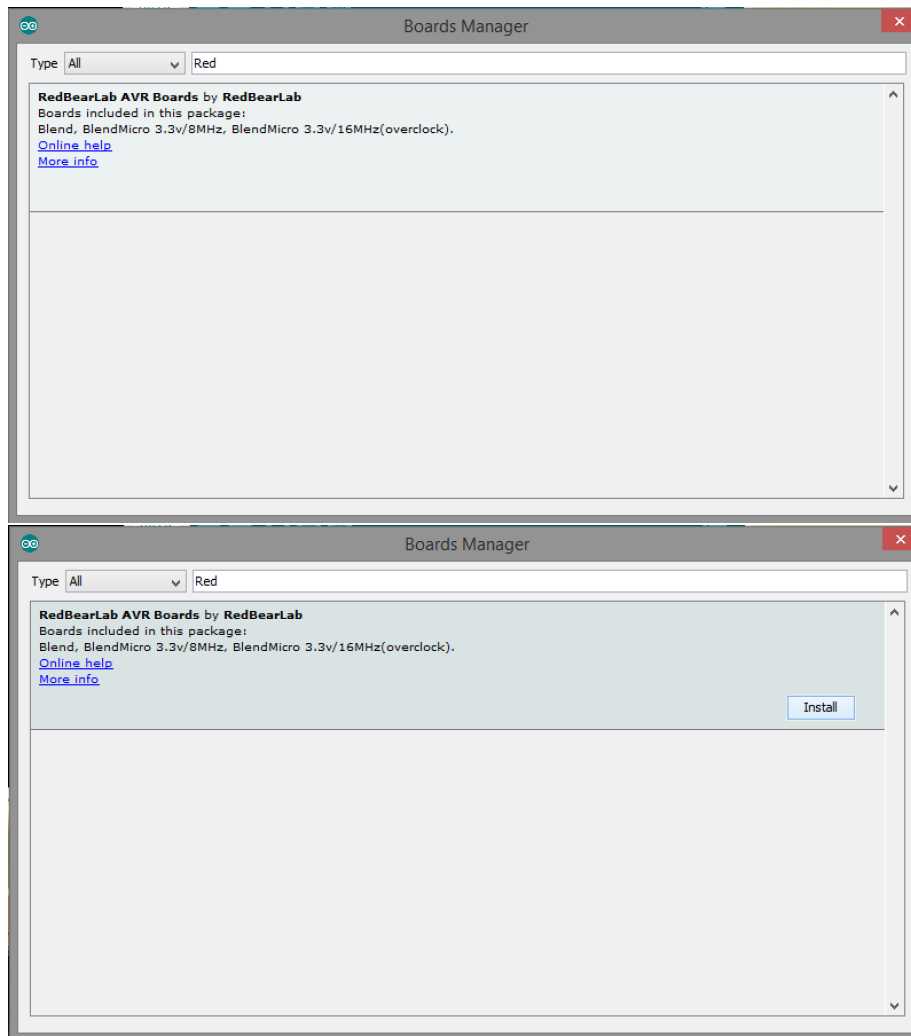 Boards Manager
Type All Red
RedBearLab AVR Boards by RedBearLab
Boards included in this package:
Blend, BlendMicro 3.3v/8MHz, BlendMicro 3.3v/16MHz(overclock).
Online help
More info
Boards Manager
Type All Red
RedBearLab AVR Boards by RedBearLab
Boards included in this package:
Blend, BlendMicro 3.3v/8MHz, BlendMicro 3.3v/16MHz(overclock).
Online help
More info
Install